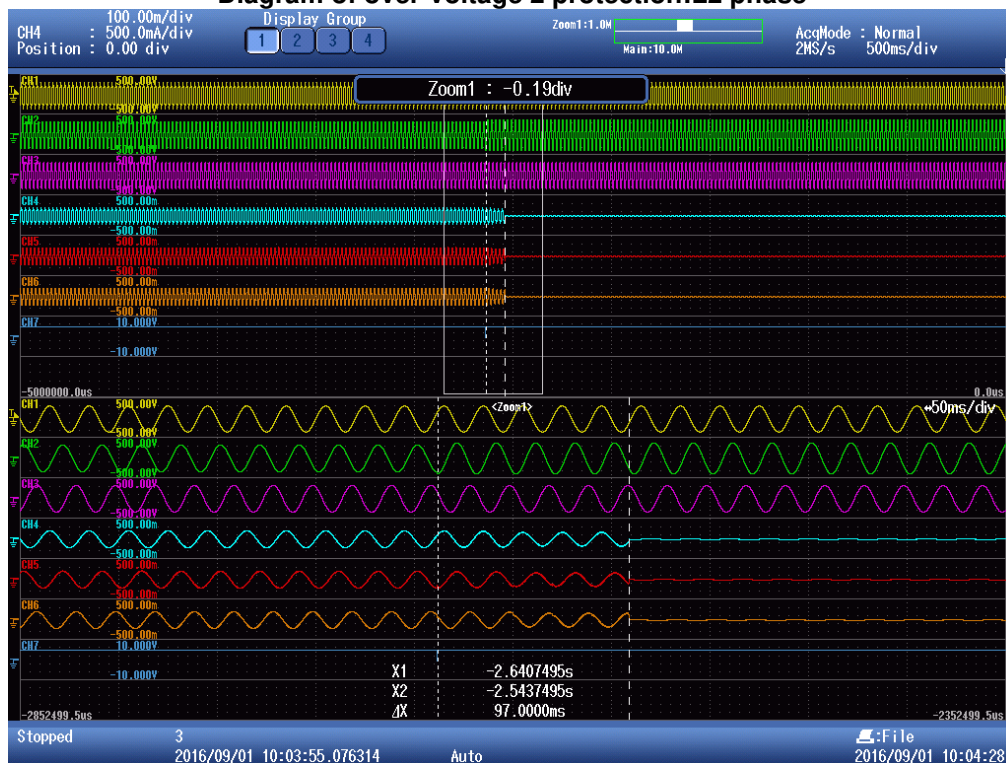 Diagram of over-voltage 2 protection:L2 phase
100.00m/div
CH4 : 500.0mA/div
Position : 0.00 div
Display Group
1 2 3 4
Zoom1:1.0M
Main:10.0M
AcqMode : Normal
2MS/s 500ms/div
Zoom1 : -0.19div
CH1 500.00V
-500.00V
CH2 500.00V
-500.00V
CH3 500.00V
-500.00V
CH4 500.00m
-500.00m
CH5 500.00m
-500.00m
CH6 500.00m
-500.00m
CH7 10.000V
-10.000V
-5000000.0us 0.0us
CH1 500.00V <Zoom1> 50ms/div
-500.00V
CH2 500.00V
-500.00V
CH3 500.00V
-500.00V
CH4 500.00m
-500.00m
CH5 500.00m
-500.00m
CH6 500.00m
-500.00m
CH7 10.000V
-10.000V
X1 -2.6407495s
X2 -2.5437495s
ΔX 97.0000ms
-2852499.5us -2352499.5us
Stopped 3 :File
2016/09/01 10:03:55.076314 Auto 2016/09/01 10:04:28